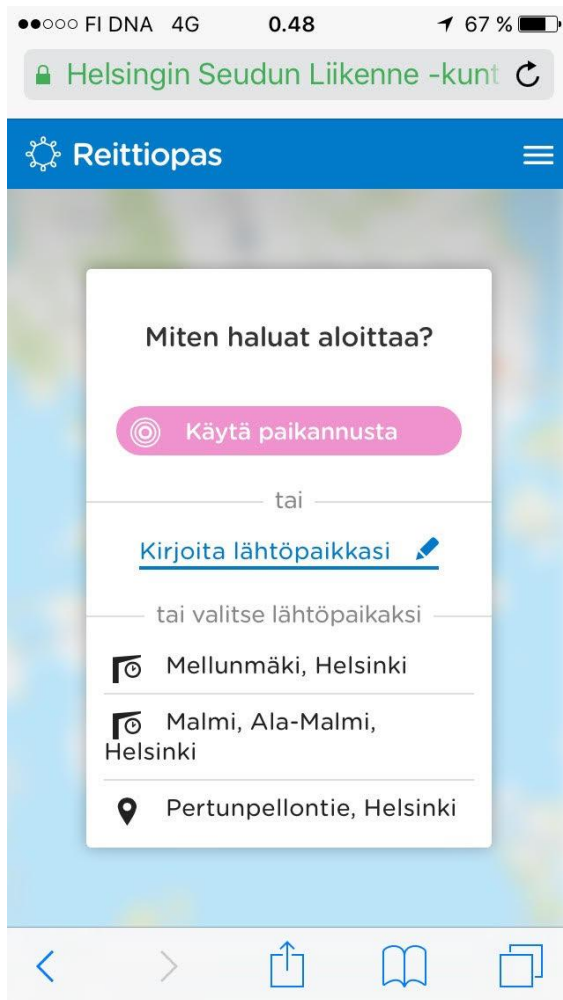 FI DNA 4G 0.48 67 %
Helsingin Seudun Liikenne -kunt
Reittiopas
Miten haluat aloittaa?
Käytä paikannusta
tai
Kirjoita lähtöpaikkasi
tai valitse lähtöpaikaksi
Mellunmäki, Helsinki
Malmi, Ala-Malmi,
Helsinki
Pertunpellontie, Helsinki